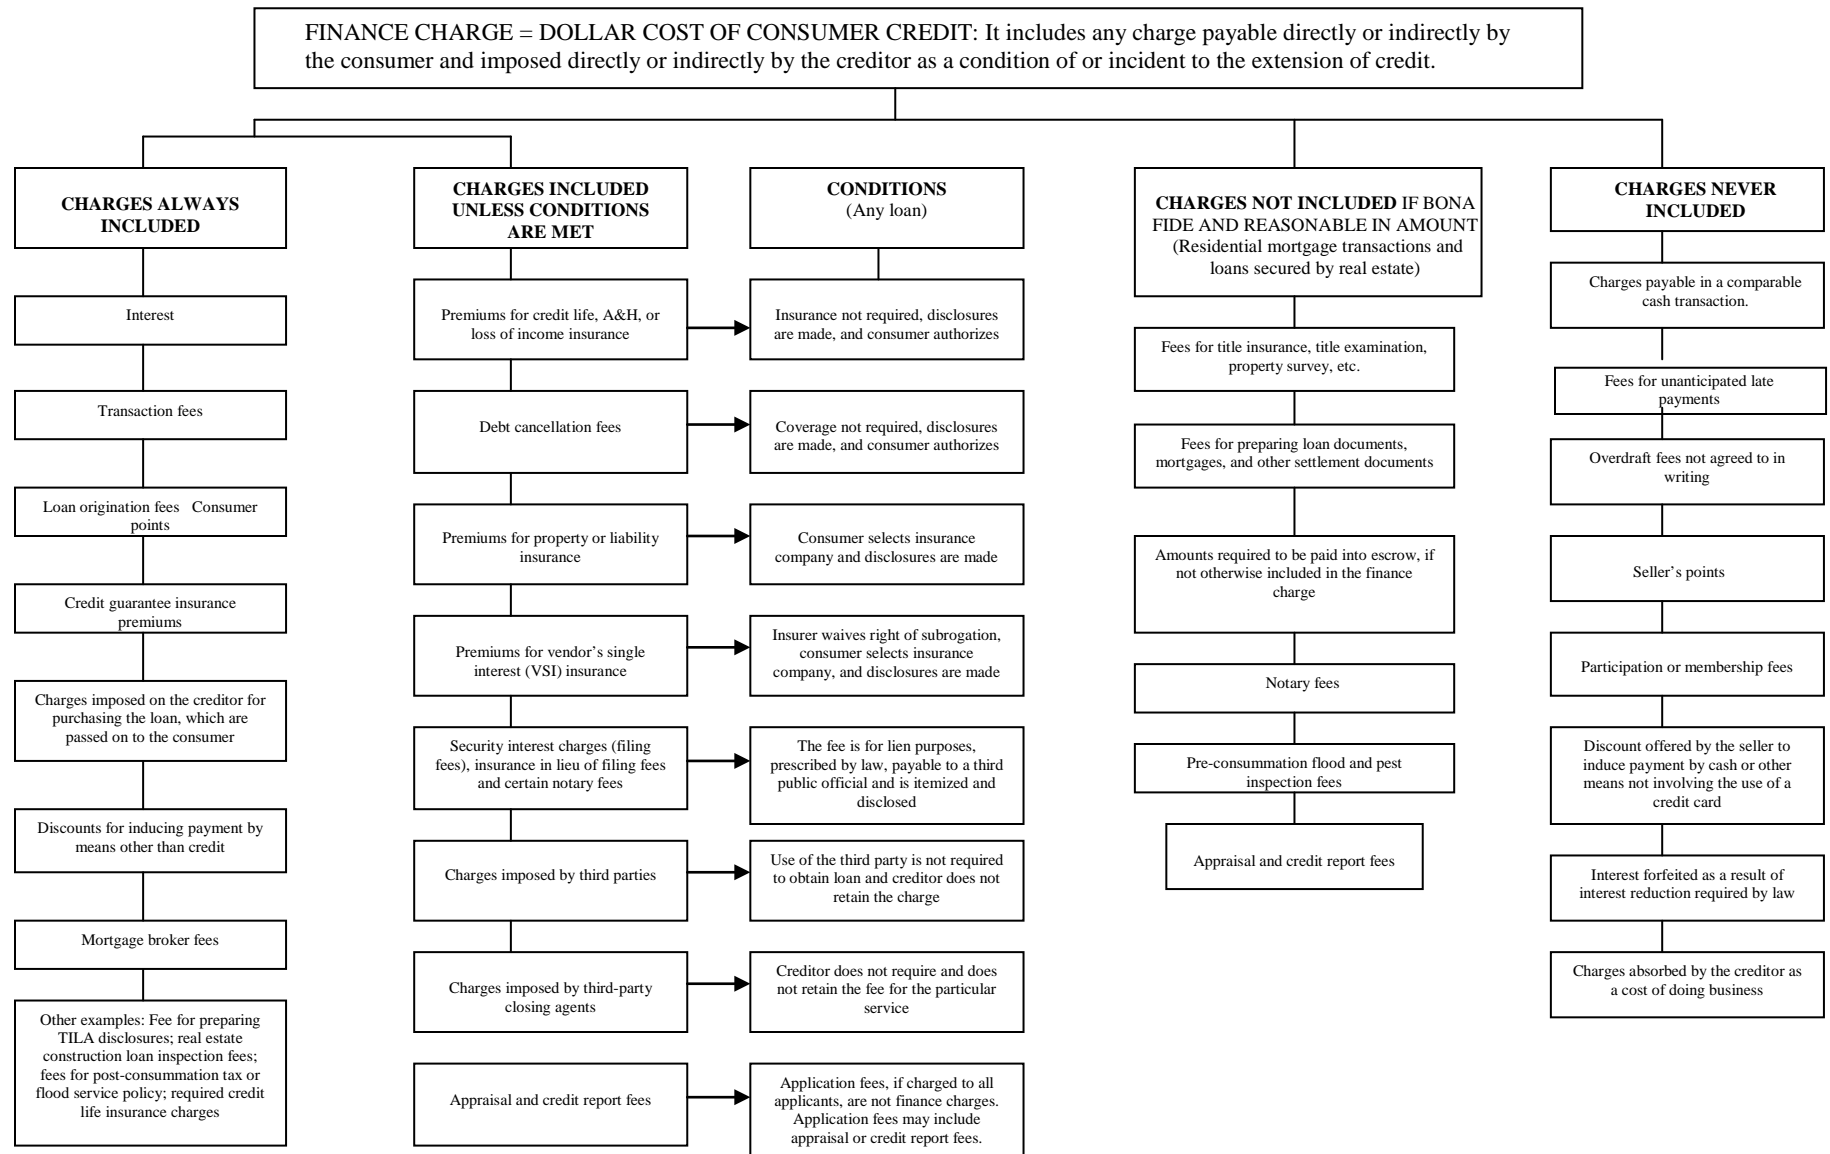 FINANCE CHARGE = DOLLAR COST OF CONSUMER CREDIT: It includes any charge payable directly or indirectly by
the consumer and imposed directly or indirectly by the creditor as a condition of or incident to the extension of credit.
CHARGES ALWAYS
INCLUDED
Interest
Transaction fees
Loan origination fees Consumer
points
Credit guarantee insurance
premiums
Charges imposed on the creditor for
purchasing the loan, which are
passed on to the consumer
Discounts for inducing payment by
means other than credit
Mortgage broker fees
Other examples: Fee for preparing
TILA disclosures; real estate
construction loan inspection fees;
fees for post-consummation tax or
flood service policy; required credit
life insurance charges
CHARGES INCLUDED
UNLESS CONDITIONS
ARE MET
CONDITIONS
(Any loan)
Premiums for credit life, A&H, or
loss of income insurance
Insurance not required, disclosures
are made, and consumer authorizes
Debt cancellation fees
Coverage not required, disclosures
are made, and consumer authorizes
Premiums for property or liability
insurance
Consumer selects insurance
company and disclosures are made
Premiums for vendor's single
interest (VSI) insurance
Insurer waives right of subrogation,
consumer selects insurance
company, and disclosures are made
Security interest charges (filing
fees), insurance in lieu of filing fees
and certain notary fees
The fee is for lien purposes,
prescribed by law, payable to a third
public official and is itemized and
disclosed
Charges imposed by third parties
Use of the third party is not required
to obtain loan and creditor does not
retain the charge
Charges imposed by third-party
closing agents
Creditor does not require and does
not retain the fee for the particular
service
Appraisal and credit report fees
Application fees, if charged to all
applicants, are not finance charges.
Application fees may include
appraisal or credit report fees.
CHARGES NOT INCLUDED IF BONA
FIDE AND REASONABLE IN AMOUNT
(Residential mortgage transactions and
loans secured by real estate)
Fees for title insurance, title examination,
property survey, etc.
Fees for preparing loan documents,
mortgages, and other settlement documents
Amounts required to be paid into escrow, if
not otherwise included in the finance
charge
Notary fees
Pre-consummation flood and pest
inspection fees
Appraisal and credit report fees
CHARGES NEVER
INCLUDED
Charges payable in a comparable
cash transaction.
Fees for unanticipated late
payments
Overdraft fees not agreed to in
writing
Seller's points
Participation or membership fees
Discount offered by the seller to
induce payment by cash or other
means not involving the use of a
credit card
Interest forfeited as a result of
interest reduction required by law
Charges absorbed by the creditor as
a cost of doing business